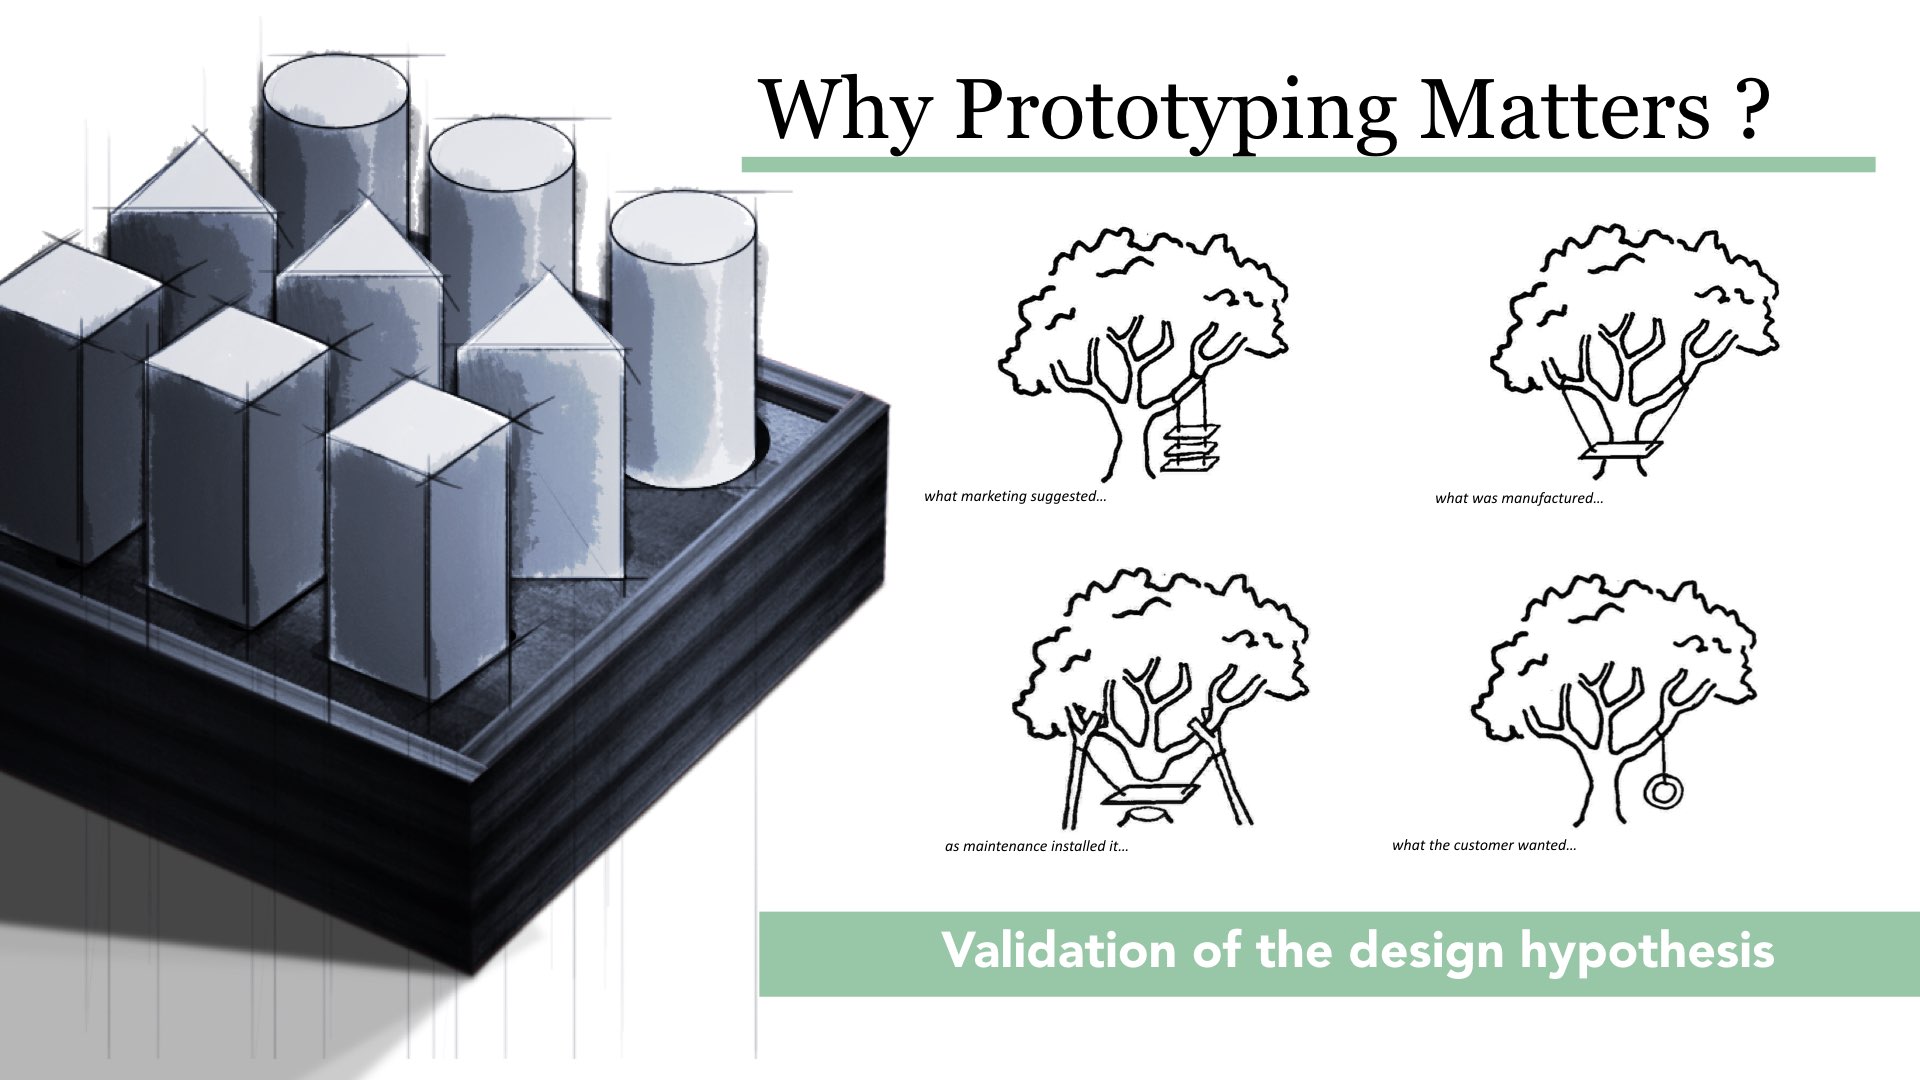 Why Prototyping Matters ?
what marketing suggested...
what was manufactured...
as maintenance installed it...
what the customer wanted...
Validation of the design hypothesis